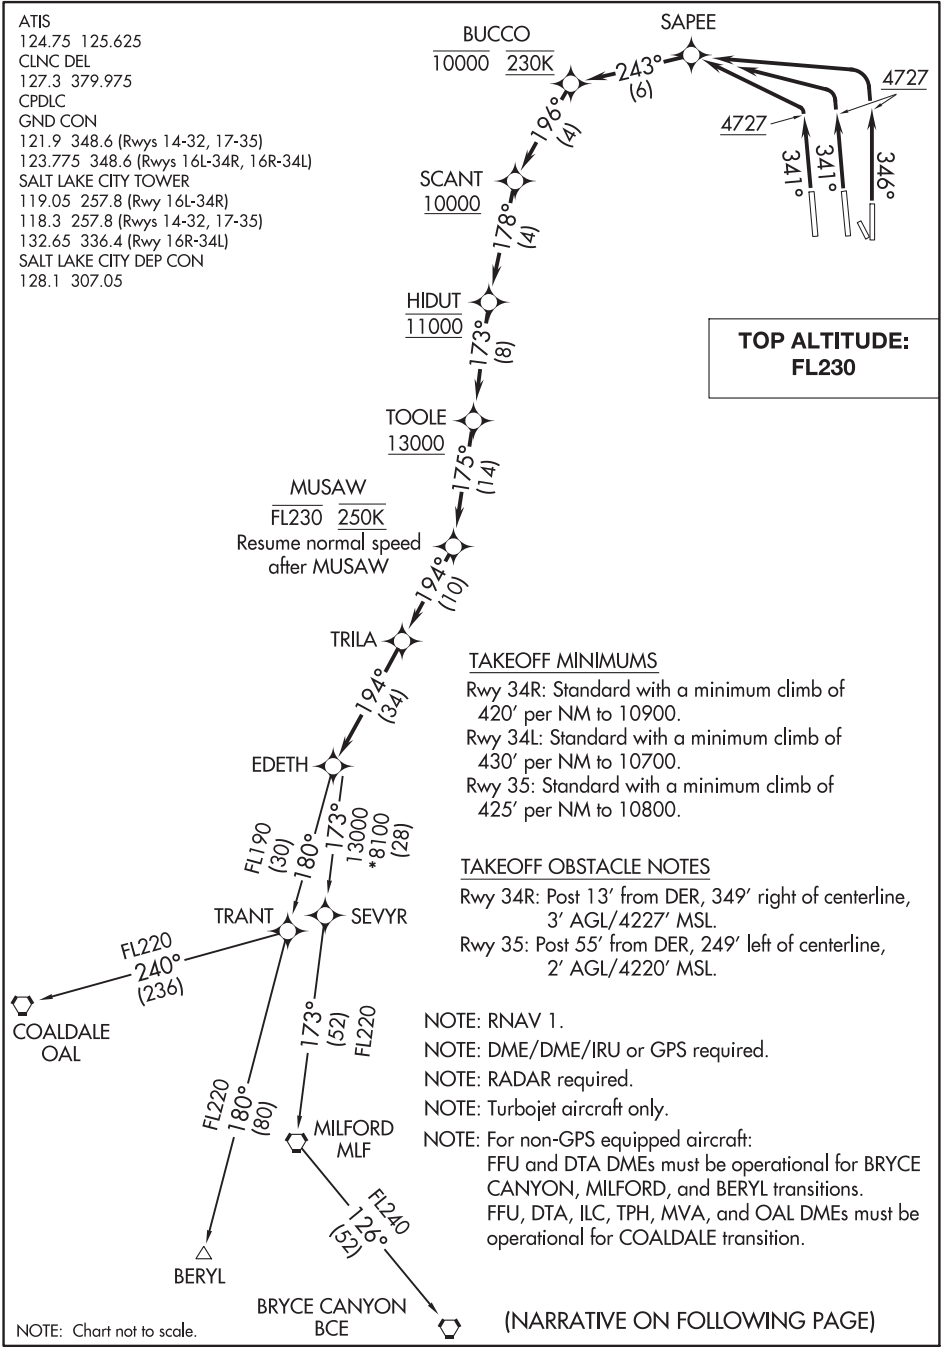 ATIS
124.75 125.625
CLNC DEL
127.3 379.975
CPDLC
GND CON
121.9 348.6 (Rwys 14-32, 17-35)
123.775 348.6 (Rwys 16L-34R, 16R-34L)
SALT LAKE CITY TOWER
119.05 257.8 (Rwy 16L-34R)
118.3 257.8 (Rwys 14-32, 17-35)
132.65 336.4 (Rwy 16R-34L)
SALT LAKE CITY DEP CON
128.1 307.05
SAPEE
BUCCO
10000 230K
243°
(6)
4727
4727
341°
341°
346°
196°
(4)
SCANT
10000
178°
(4)
HIDUT
11000
173°
(8)
TOP ALTITUDE:
FL230
TOOLE
13000
175°
(14)
MUSAW
FL230 250K
Resume normal speed
after MUSAW
194°
(10)
TRILA
194°
(34)
EDETH
TAKEOFF MINIMUMS
Rwy 34R: Standard with a minimum climb of
420' per NM to 10900.
Rwy 34L: Standard with a minimum climb of
430' per NM to 10700.
Rwy 35: Standard with a minimum climb of
425' per NM to 10800.
FL190
(30)
180°
173°
13000
*8100
(28)
TAKEOFF OBSTACLE NOTES
Rwy 34R: Post 13' from DER, 349' right of centerline,
3' AGL/4227' MSL.
Rwy 35: Post 55' from DER, 249' left of centerline,
2' AGL/4220' MSL.
TRANT
SEVYR
FL220
240°
(236)
COALDALE
OAL
173°
(52)
FL220
FL220
180°
(80)
MILFORD
MLF
FL240
126°
(52)
BERYL
BRYCE CANYON
BCE
NOTE: RNAV 1.
NOTE: DME/DME/IRU or GPS required.
NOTE: RADAR required.
NOTE: Turbojet aircraft only.
NOTE: For non-GPS equipped aircraft:
FFU and DTA DMEs must be operational for BRYCE
CANYON, MILFORD, and BERYL transitions.
FFU, DTA, ILC, TPH, MVA, and OAL DMEs must be
operational for COALDALE transition.
NOTE: Chart not to scale.
(NARRATIVE ON FOLLOWING PAGE)